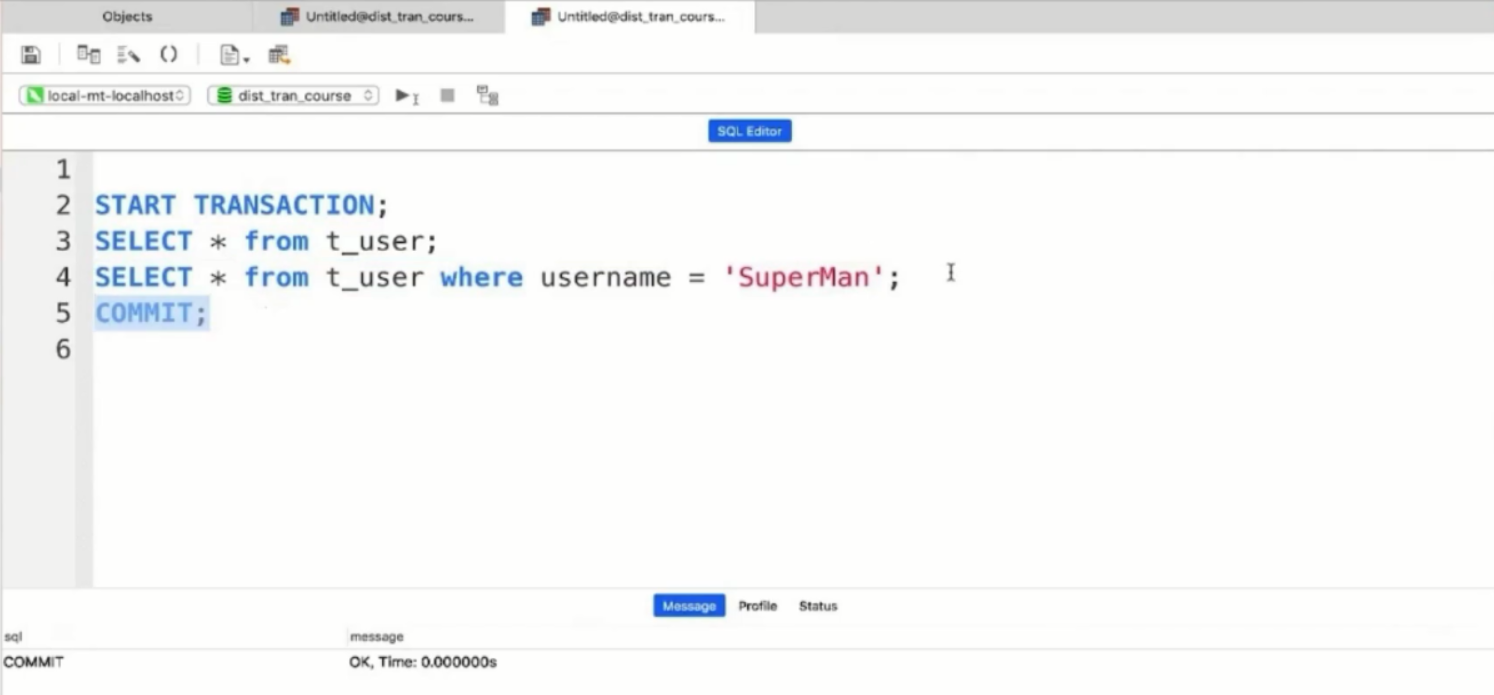 Objects
Untitled@dist_tran_cours...
Untitled@dist_tran_cours...
local-mt-localhost
dist_tran_course
SQL Editor
1
2 START TRANSACTION;
3 SELECT * from t_user;
4 SELECT * from t_user where username = 'SuperMan';
5 COMMIT;
6
Message Profile Status
sql message
COMMIT OK, Time: 0.000000s